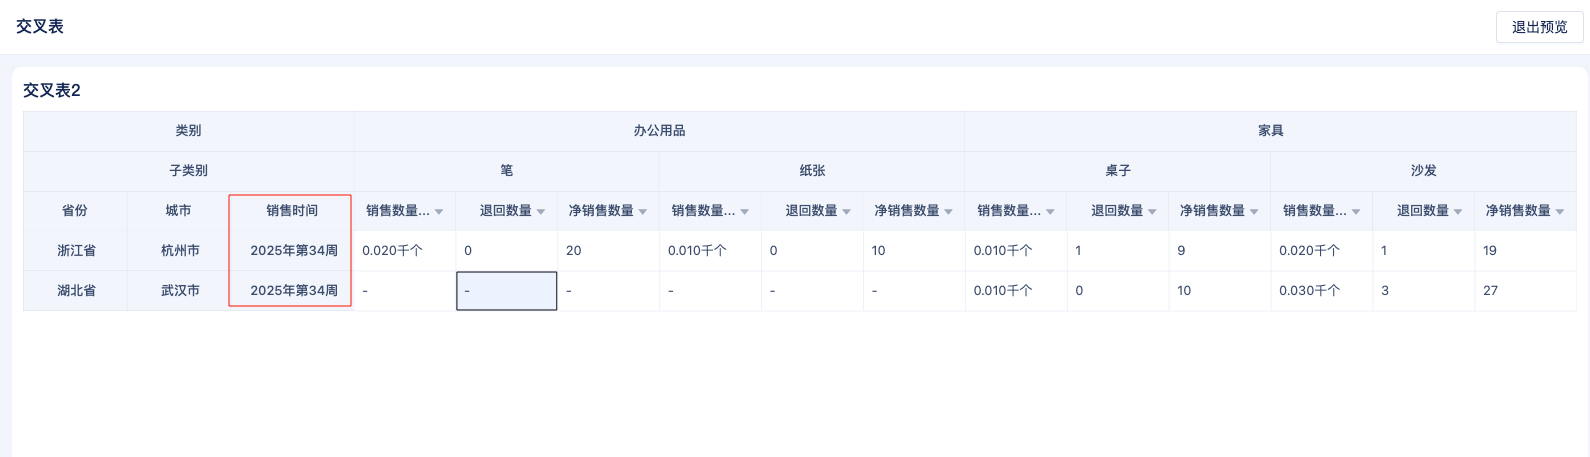 交叉表
退出预览
交叉表2
类别 办公用品 家具
子类别 笔 纸张 桌子 沙发
省份 城市 销售时间 销售数量... 退回数量 净销售数量 销售数量... 退回数量 净销售数量 销售数量... 退回数量 净销售数量 销售数量... 退回数量 净销售数量
浙江省 杭州市 2025年第34周 0.020千个 0 20 0.010千个 0 10 0.010千个 1 9 0.020千个 1 19
湖北省 武汉市 2025年第34周 - - - - - - 0.010千个 0 10 0.030千个 3 27